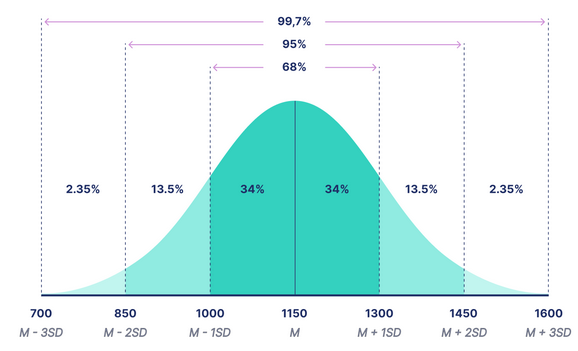 99,7%
95%
68%
2.35% 13.5% 34% 34% 13.5% 2.35%
700 850 1000 1150 1300 1450 1600
M - 3SD M - 2SD M - 1SD M M + 1SD M + 2SD M + 3SD